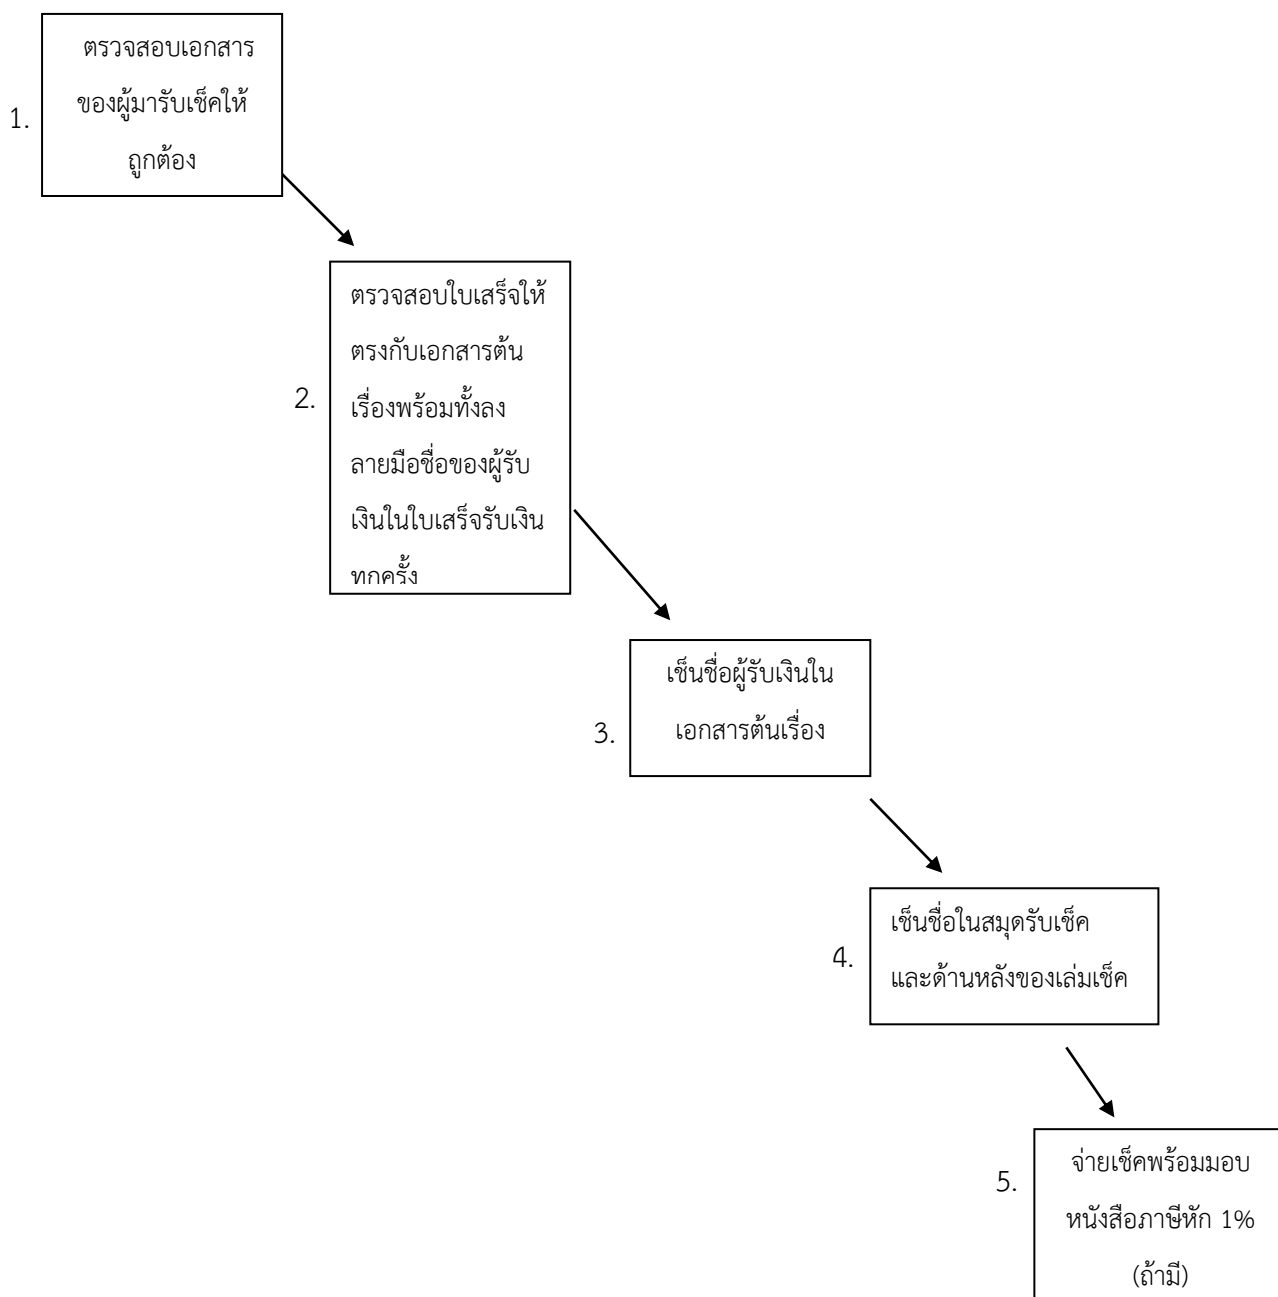 1.
ตรวจสอบเอกสาร
ของผู้มารับเช็คให้
ถูกต้อง
2.
ตรวจสอบใบเสร็จให้
ตรงกับเอกสารต้น
เรื่องพร้อมทั้งลง
ลายมือชื่อของผู้รับ
เงินในใบเสร็จรับเงิน
ทุกครั้ง
3.
เซ็นชื่อผู้รับเงินใน
เอกสารต้นเรื่อง
4.
เซ็นชื่อในสมุดรับเช็ค
และด้านหลังของเล่มเช็ค
5.
จ่ายเช็คพร้อมมอบ
หนังสือภาษีหัก 1%
(ถ้ามี)